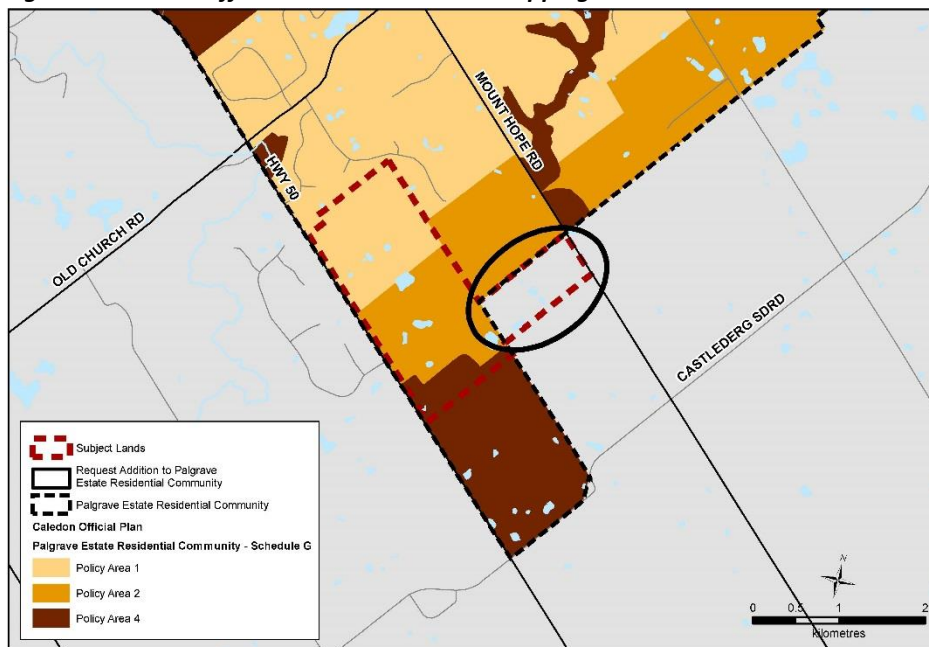 OLD CHURCH RD
HWY 50
MOUNT HOPE RD
CASTLEDERG SDRD
Subject Lands
Request Addition to Palgrave
Estate Residential Community
Palgrave Estate Residential Community
Caledon Official Plan
Palgrave Estate Residential Community - Schedule G
Policy Area 1
Policy Area 2
Policy Area 4
N
0 0.5 1 2
kilometres